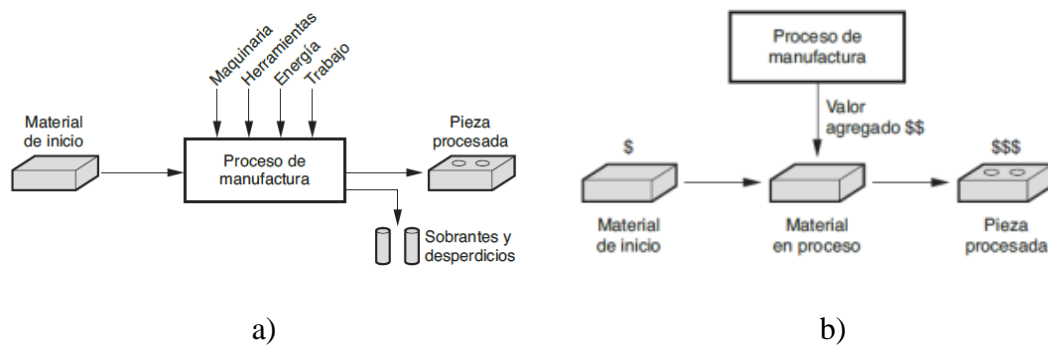 Maquinaria
Herramientas
Energía
Trabajo
Material
de inicio
Proceso de
manufactura
Pieza
procesada
Sobrantes y
desperdicios
a)
Proceso de
manufactura
Valor
agregado $$
$
$$$
Material
de inicio
Material
en proceso
Pieza
procesada
b)